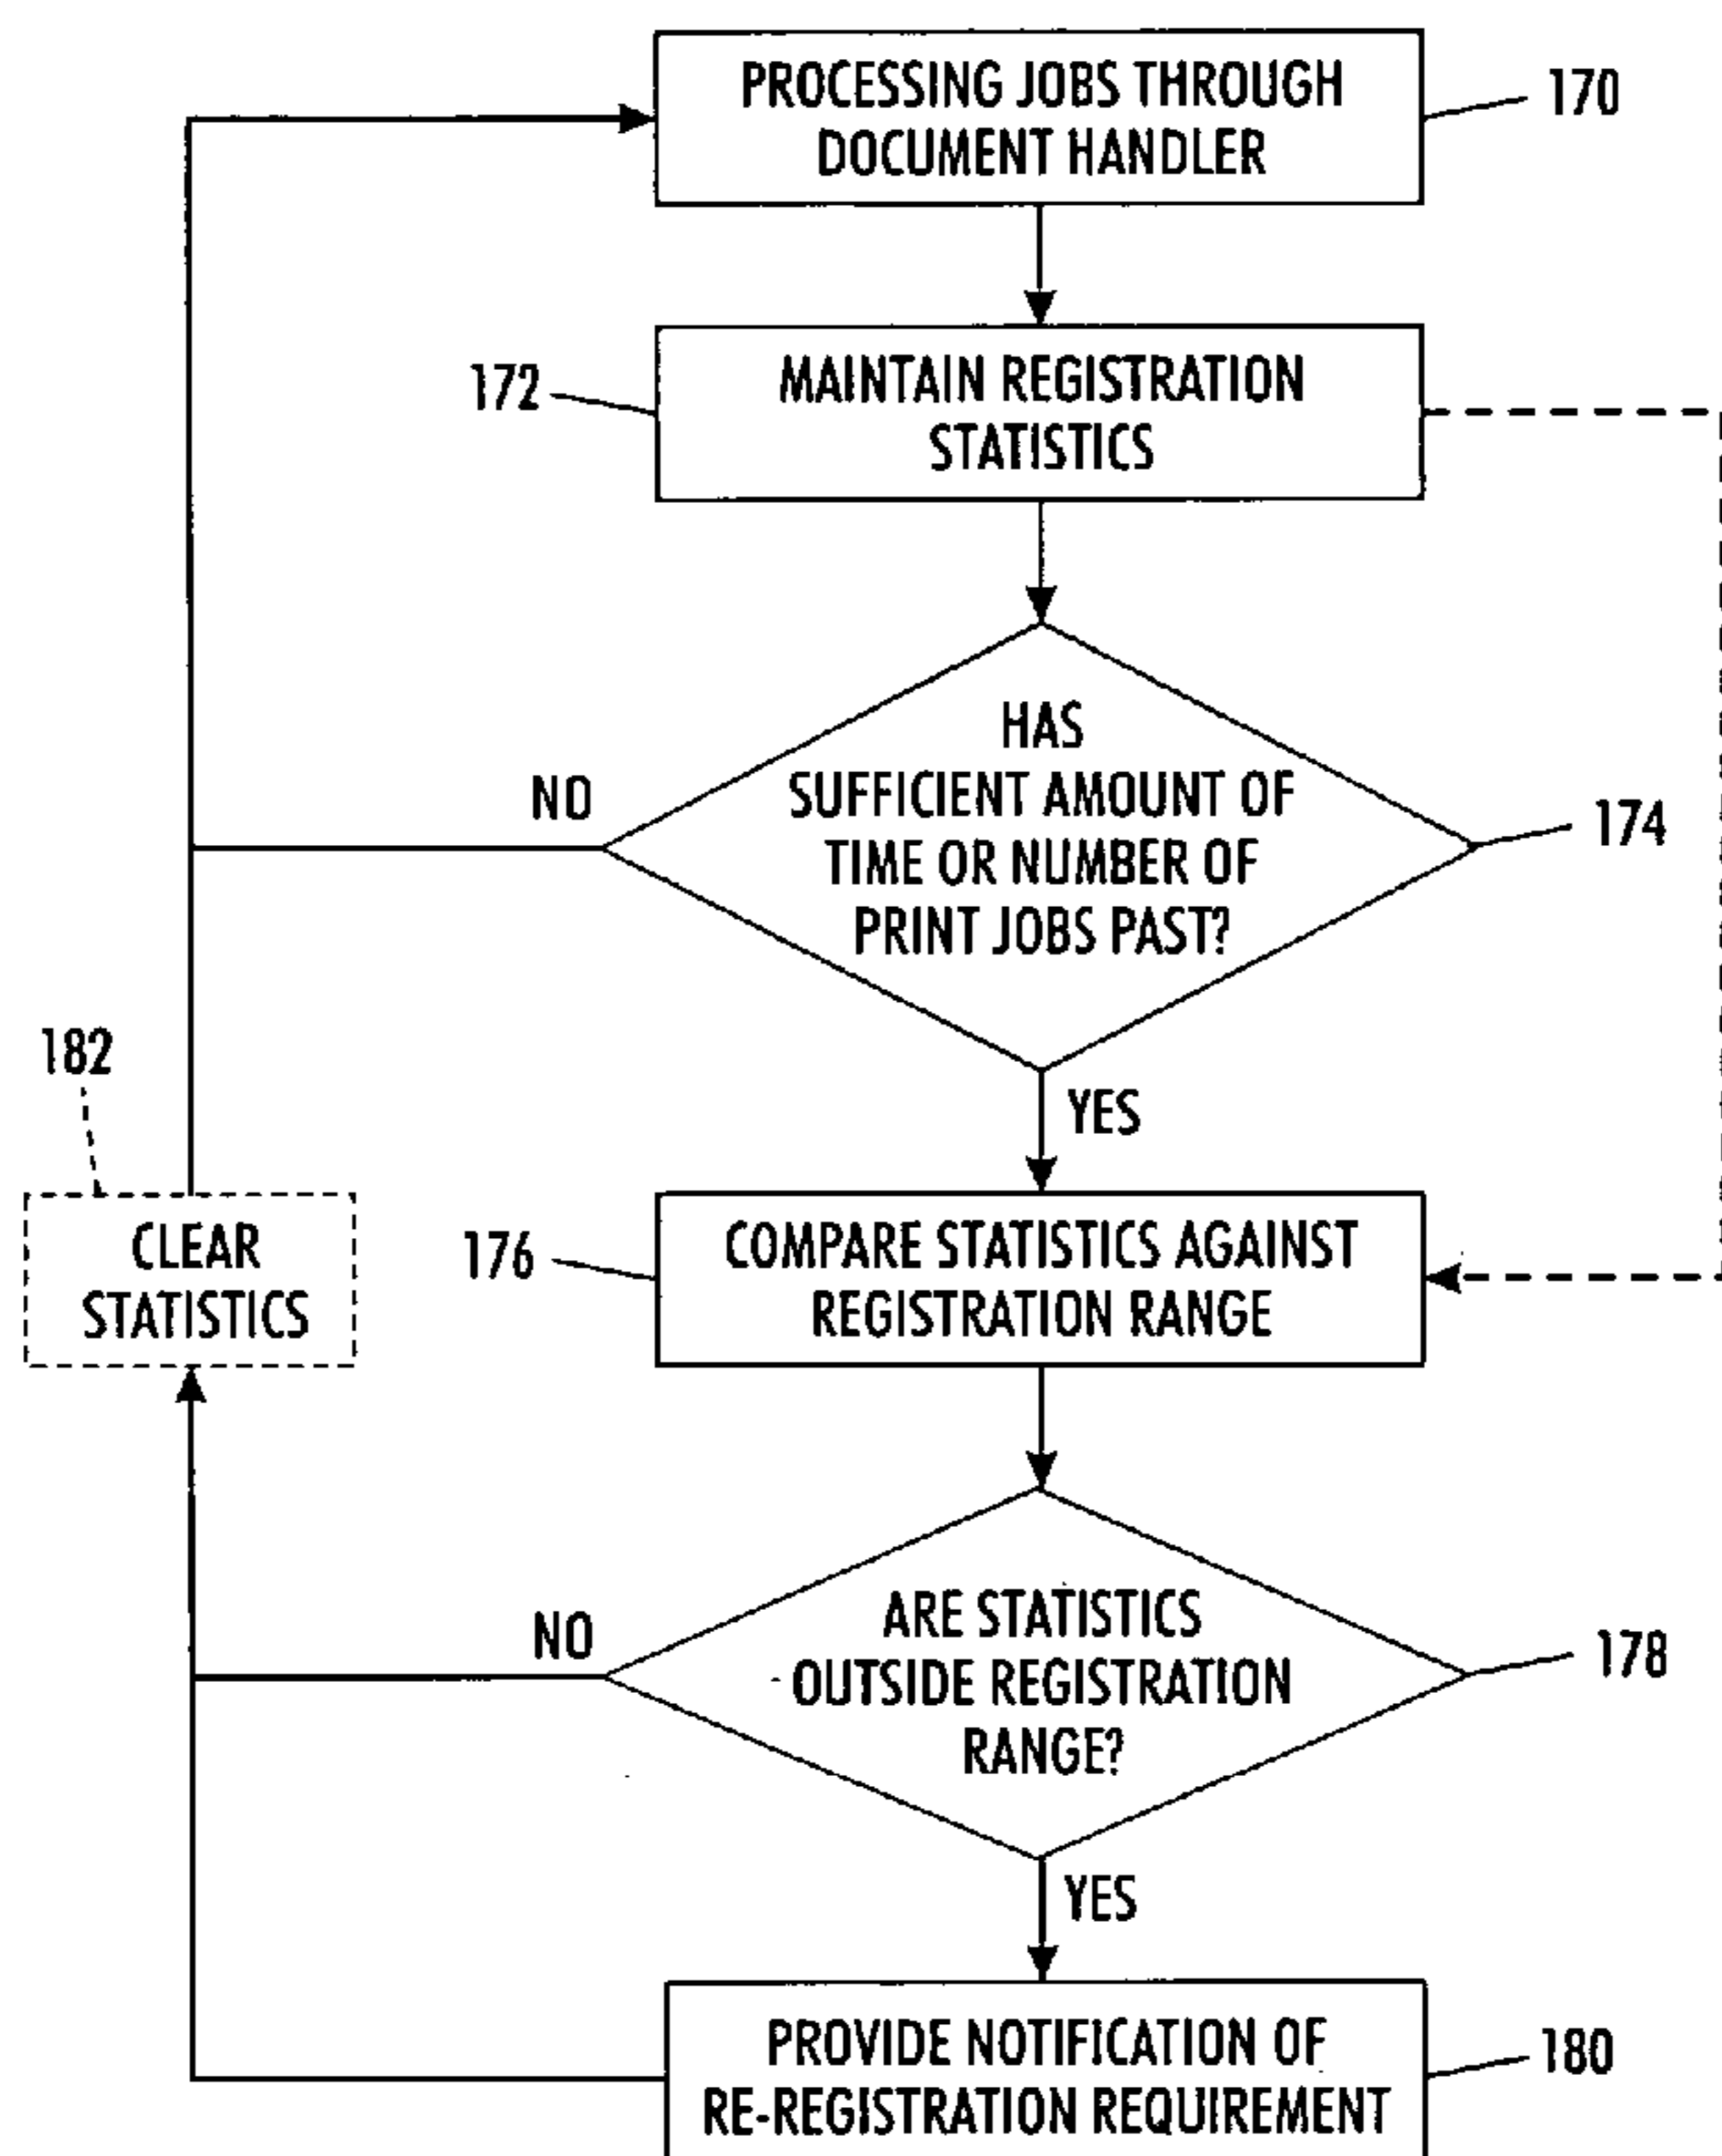 PROCESSING JOBS THROUGH
DOCUMENT HANDLER
170
172
MAINTAIN REGISTRATION
STATISTICS
HAS
SUFFICIENT AMOUNT OF
TIME OR NUMBER OF
PRINT JOBS PAST?
NO
174
YES
182
CLEAR
STATISTICS
176
COMPARE STATISTICS AGAINST
REGISTRATION RANGE
ARE STATISTICS
OUTSIDE REGISTRATION
RANGE?
NO
178
YES
PROVIDE NOTIFICATION OF
RE-REGISTRATION REQUIREMENT
180